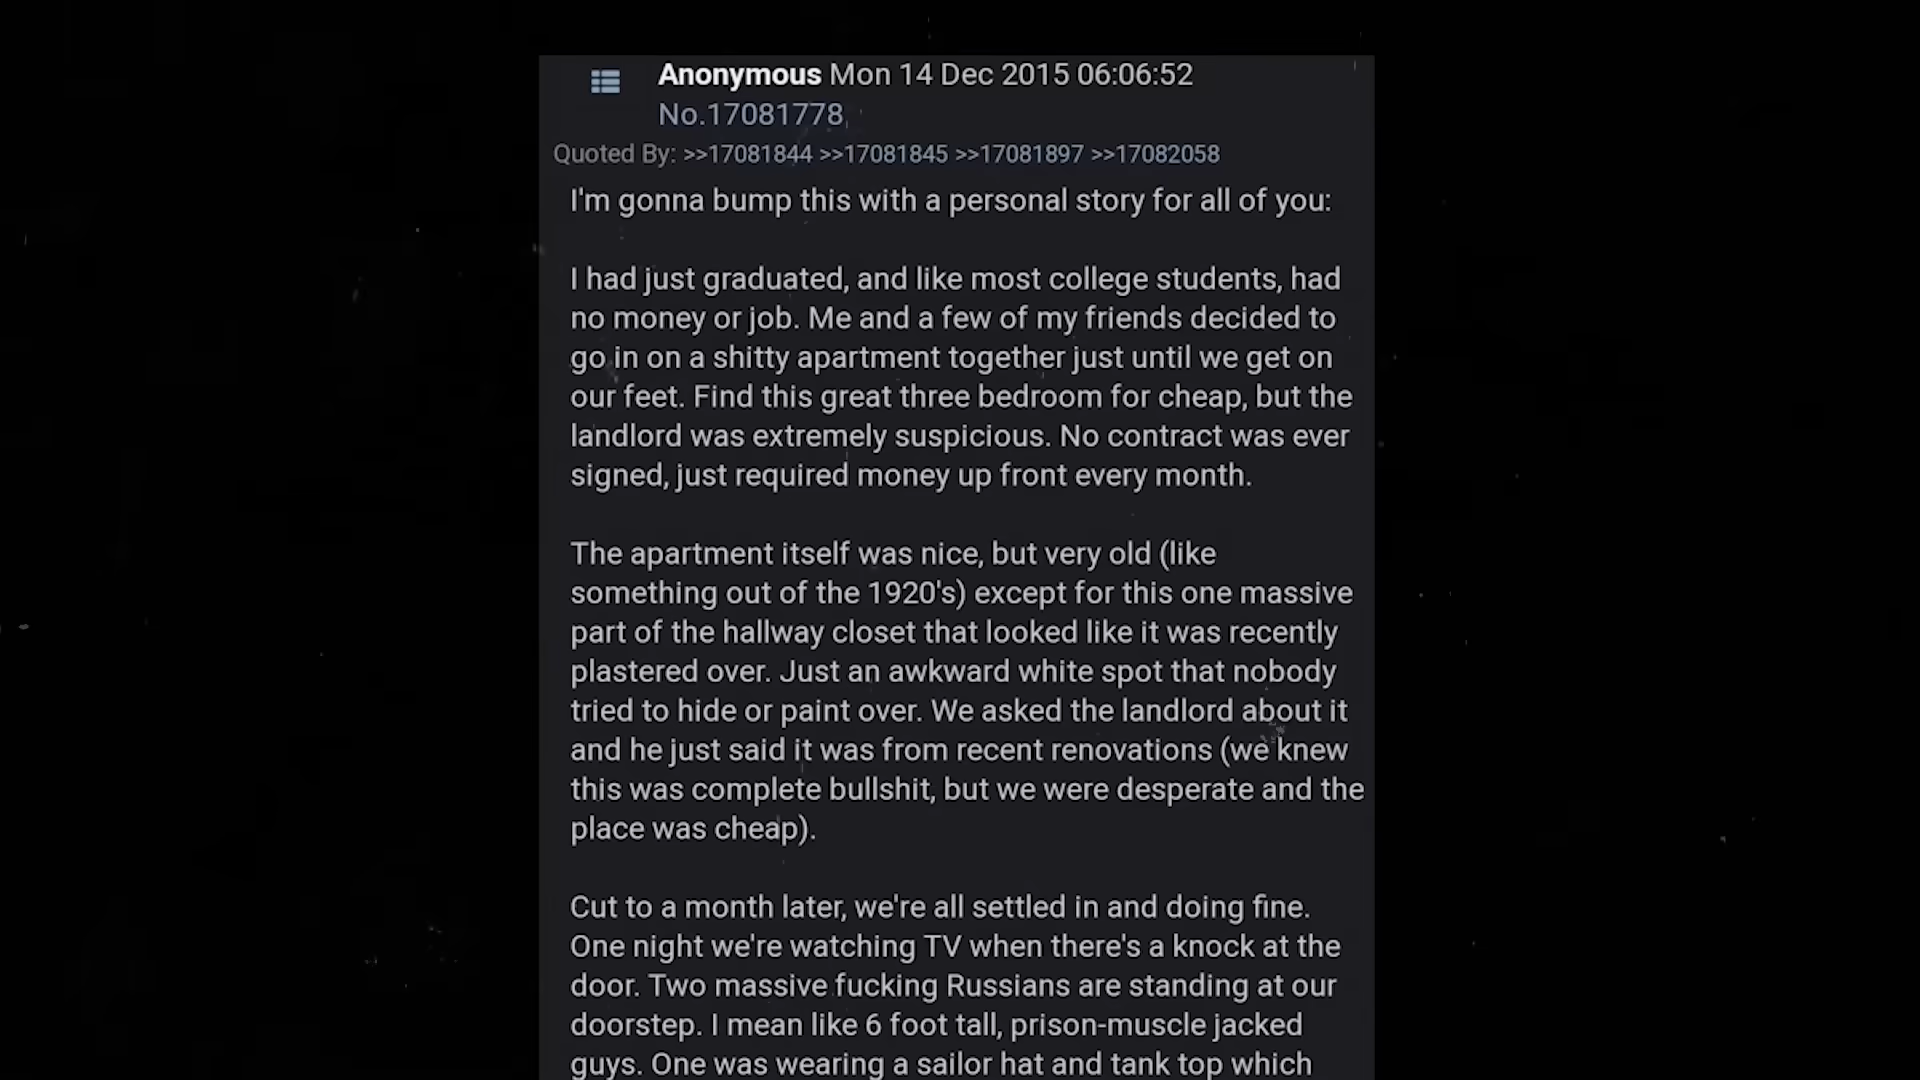 Anonymous Mon 14 Dec 2015 06:06:52
No.17081778
Quoted By: >>17081844 >>17081845 >>17081897 >>17082058
I'm gonna bump this with a personal story for all of you:
I had just graduated, and like most college students, had
no money or job. Me and a few of my friends decided to
go in on a shitty apartment together just until we get on
our feet. Find this great three bedroom for cheap, but the
landlord was extremely suspicious. No contract was ever
signed, just required money up front every month.
The apartment itself was nice, but very old (like
something out of the 1920's) except for this one massive
part of the hallway closet that looked like it was recently
plastered over. Just an awkward white spot that nobody
tried to hide or paint over. We asked the landlord about it
and he just said it was from recent renovations (we knew
this was complete bullshit, but we were desperate and the
place was cheap).
Cut to a month later, we're all settled in and doing fine.
One night we're watching TV when there's a knock at the
door. Two massive fucking Russians are standing at our
doorstep. I mean like 6 foot tall, prison-muscle jacked
guys. One was wearing a sailor hat and tank top which